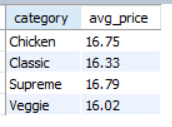 category avg_price
Chicken 16.75
Classic 16.33
Supreme 16.79
Veggie 16.02